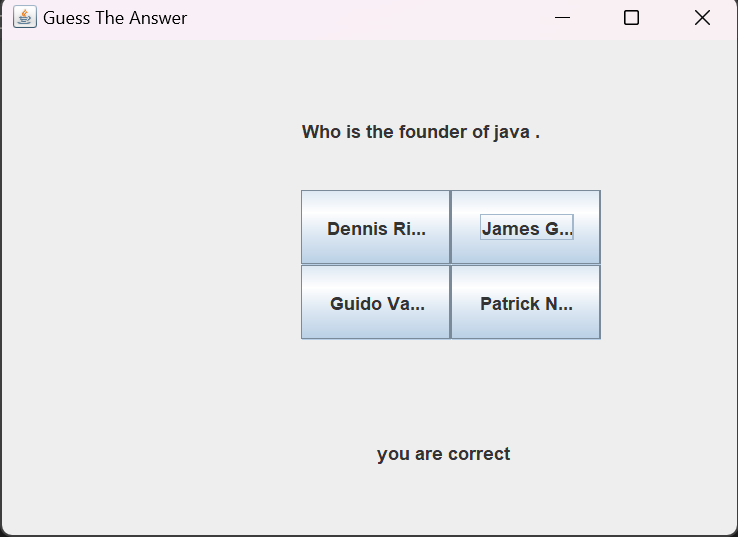 Guess The Answer
Who is the founder of java .
Dennis Ri... James G...
Guido Va... Patrick N...
you are correct